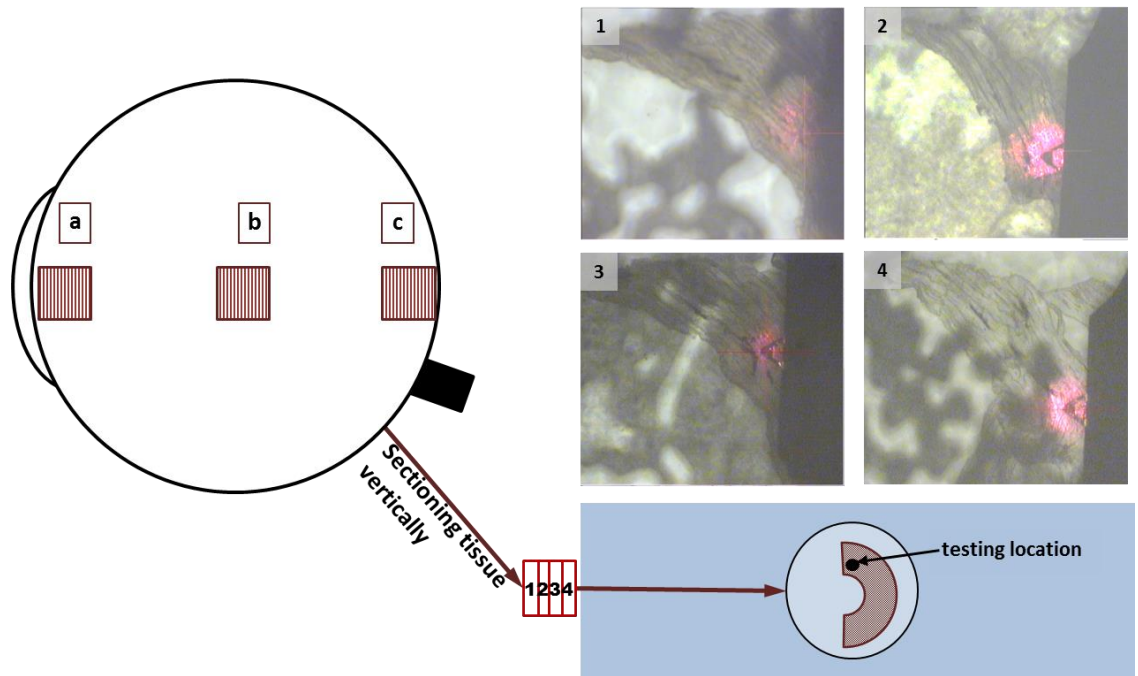 1
2
a
b
c
3
4
Sectioning tissue
vertically
testing location
1234